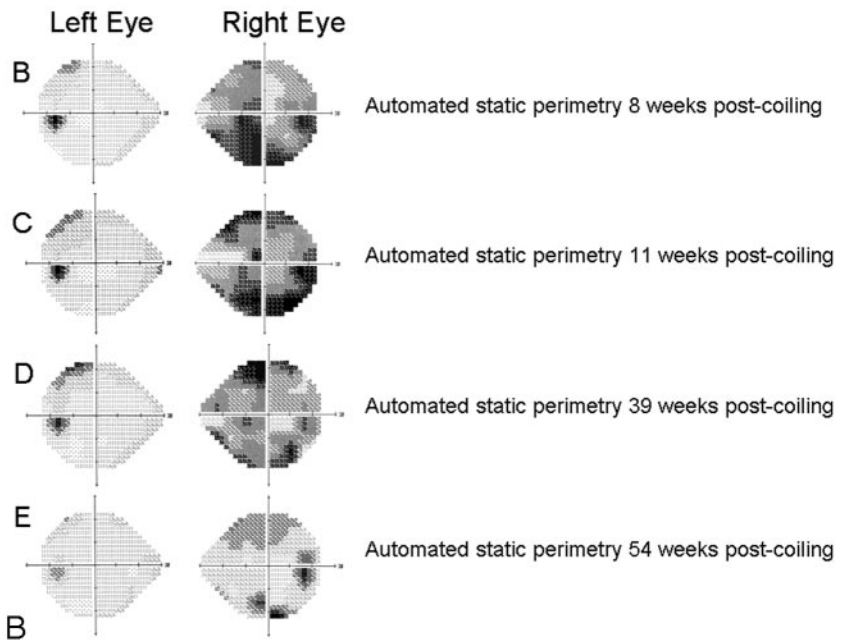 Left Eye Right Eye
B Automated static perimetry 8 weeks post-coiling
C Automated static perimetry 11 weeks post-coiling
D Automated static perimetry 39 weeks post-coiling
E Automated static perimetry 54 weeks post-coiling
B